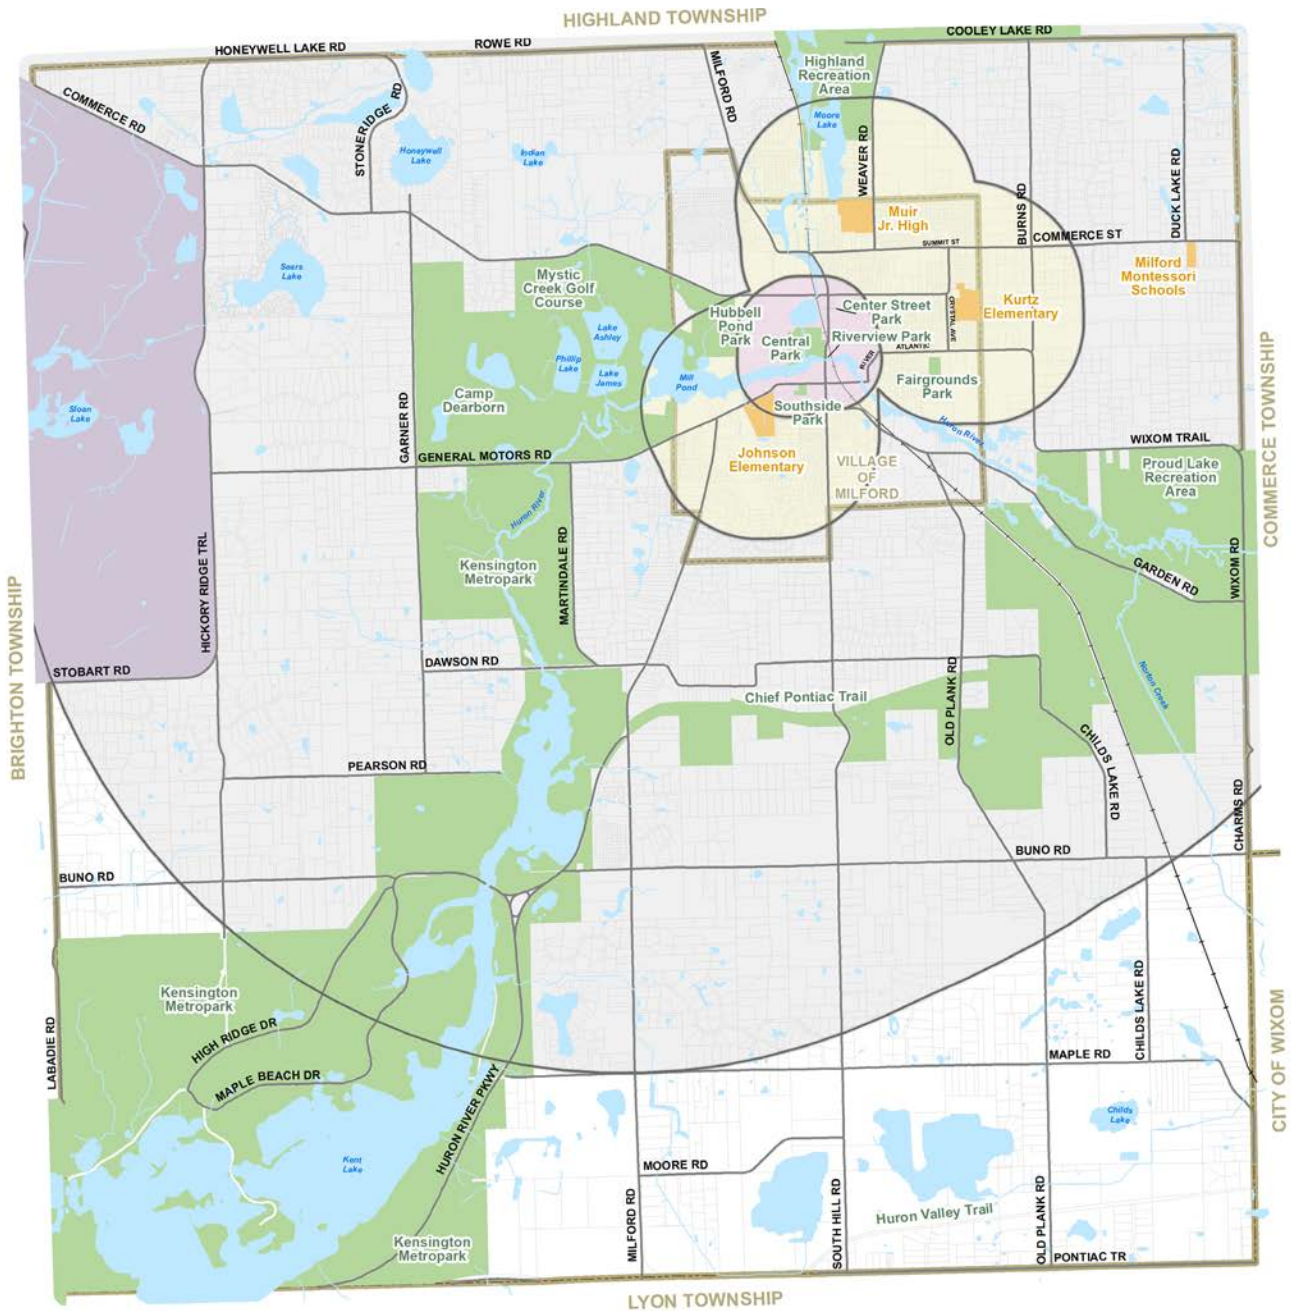 HIGHLAND TOWNSHIP
COOLEY LAKE RD
HONEYWELL LAKE RD
ROWE RD
MILFORD RD
Highland
Recreation
Area
COMMERCE RD
STONERIDGE RD
Moore
Lake
WEAVER RD
Honeywell
Lake
Indian
Lake
DUCK LAKE RD
BURNS RD
Muir
Jr. High
SUMMIT ST
COMMERCE ST
Milford
Montessori
Schools
Sears
Lake
Mystic
Creek Golf
Course
Kurtz
Elementary
CRYSTAL AVE
Hubbell
Pond
Park
Center Street
Park
Riverview Park
Central
Park
ATLANTIC
RIVER
Lake
Ashley
Phillip
Lake
Lake
James
Mill
Pond
Fairgrounds
Park
Camp
Dearborn
Sloan
Lake
Southside
Park
COMMERCE TOWNSHIP
GARNER RD
Huron River
WIXOM TRAIL
GENERAL MOTORS RD
Johnson
Elementary
VILLAGE
OF
MILFORD
Proud Lake
Recreation
Area
Huron River
HICKORY RIDGE TRL
MARTINDALE RD
Kensington
Metropark
GARDEN RD
WIXOM RD
BRIGHTON TOWNSHIP
STOBART RD
DAWSON RD
OLD PLANK RD
Norton Creek
Chief Pontiac Trail
CHILDS LAKE RD
PEARSON RD
CHARMS RD
BUNO RD
BUNO RD
Kensington
Metropark
CHILDS LAKE RD
CITY OF WIXOM
LABADIE RD
HIGH RIDGE DR
MAPLE BEACH DR
MAPLE RD
HURON RIVER PKWY
Childs
Lake
Kent
Lake
MOORE RD
MILFORD RD
SOUTH HILL RD
OLD PLANK RD
Huron Valley Trail
Kensington
Metropark
PONTIAC TR
LYON TOWNSHIP